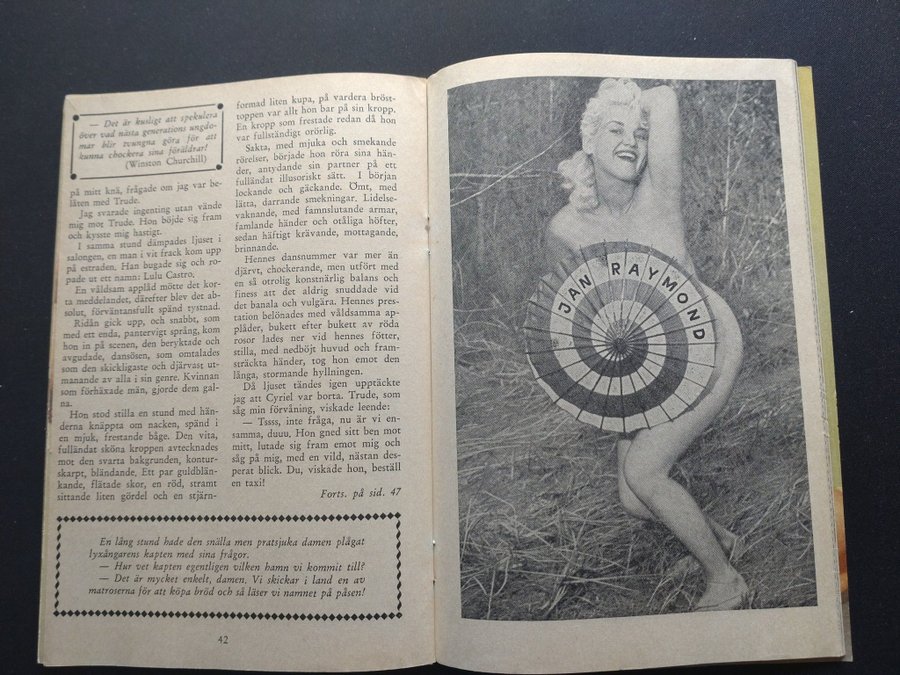 — Det är kusligt att spekulera
över vad nästa generations ungdo-
mar blir tvungna göra för att
kunna chockera sina föräldrar!
(Winston Churchill)
på mitt knä, frågade om jag var be-
låten med Trude.
Jag svarade ingenting utan vände
mig mot Trude. Hon böjde sig fram
och kysste mig hastigt.
I samma stund dämpades ljuset i
salongen, en man i vit frack kom upp
på estraden. Han bugade sig och ro-
pade ut ett namn: Lulu Castro.
En våldsam applåd mötte det kor-
ta meddelandet, därefter blev det ab-
solut, förväntansfullt spänd tystnad.
Ridån gick upp, och snabbt, som
med ett enda, pantervigt språng, kom
hon in på scenen, den beryktade och
avgudade, dansösen, som omtalades
som den skickligaste och djärvast ut-
manande av alla i sin genre. Kvinnan
som förhäxade män, gjorde dem gal-
na.
Hon stod stilla en stund med hän-
derna knäppta om nacken, spänd i
en mjuk, frestande båge. Den vita,
fulländat sköna kroppen avtecknades
mot den svarta bakgrunden, kontur-
skarpt, bländande. Ett par guldblän-
kande, flätade skor, en röd, stramt
sittande liten gördel och en stjärn-
formad liten kupa, på vardera bröst-
toppen var allt hon bar på sin kropp.
En kropp som frestade redan då hon
var fullständigt orörlig.
Sakta, med mjuka och smekande
rörelser, började hon röra sina hän-
der, antydande sin partner på ett
fulländat illusoriskt sätt. I början
lockande och gäckande. Ömt, med
lätta, darrande smekningar. Lidelse-
vaknande, med famnslutande armar,
famlande händer och otåliga höfter,
sedan häftigt krävande, mottagande,
brinnande.
Hennes dansnummer var mer än
djärvt, chockerande, men utfört med
en så otrolig konstnärlig balans och
finess att det aldrig snuddade vid
det banala och vulgära. Hennes pres-
tation belönades med våldsamma ap-
plåder, bukett efter bukett av röda
rosor lades ner vid hennes fötter,
stilla, med nedböjt huvud och fram-
sträckta händer, tog hon emot den
långa, stormande hyllningen.
Då ljuset tändes igen upptäckte
jag att Cyriel var borta. Trude, som
såg min förvåning, viskade leende:
— Tssss, inte fråga, nu är vi en-
samma, duuu. Hon gned sitt ben mot
mitt, lutade sig fram emot mig och
såg på mig, med en vild, nästan des-
perat blick. Du, viskade hon, beställ
en taxi!
Forts. på sid. 47
En lång stund hade den snälla men pratsjuka damen plågat
lyxångarens kapten med sina frågor.
— Hur vet kapten egentligen vilken hamn vi kommit till?
— Det är mycket enkelt, damen. Vi skickar i land en av
matroserna för att köpa bröd och så läser vi namnet på påsen!
42
JAN RAYMOND